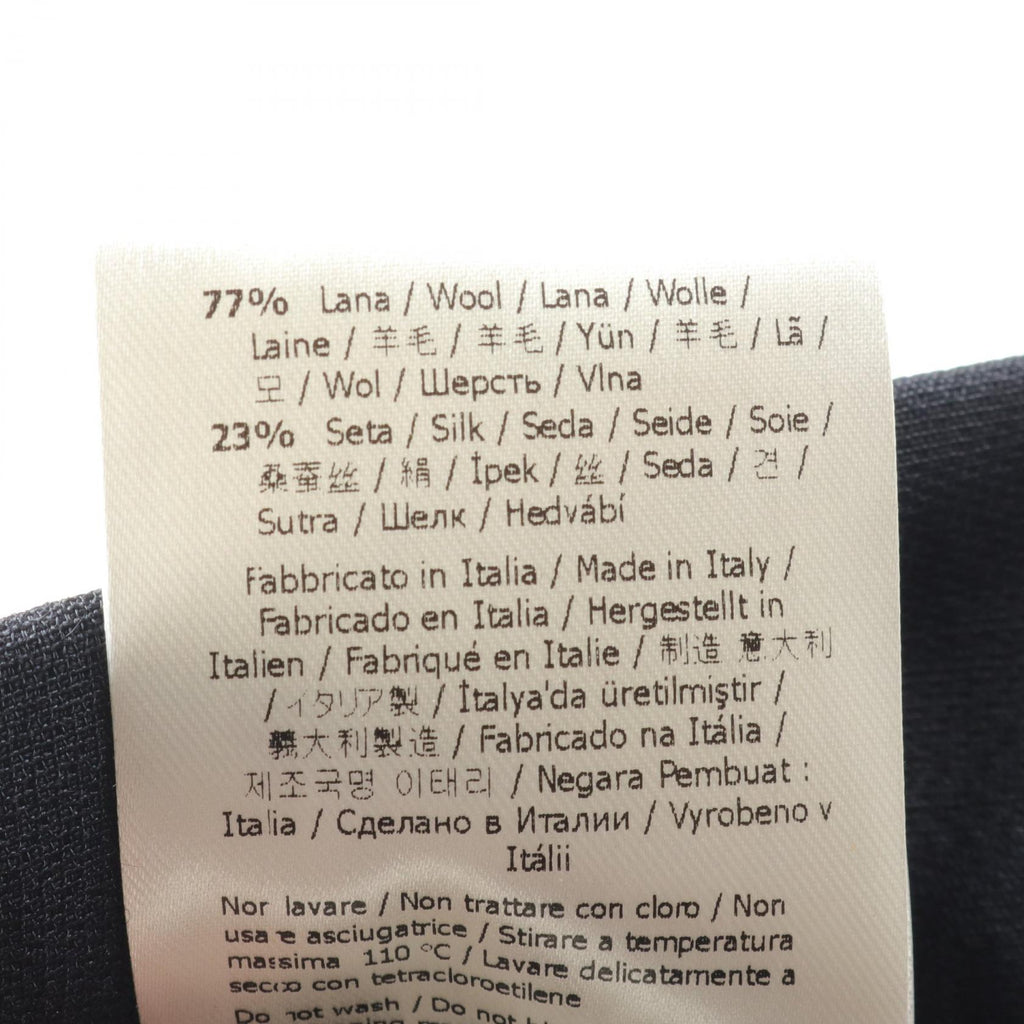 77% Lana / Wool / Lana / Wolle /
Laine / 羊毛 / 羊毛 / Yün / 羊毛 / Lã /
모 / Wol / Шерсть / Vlna
23% Seta / Silk / Seda / Seide / Soie /
桑蚕丝 / 絹 / İpek / 丝 / Seda / 견 /
Sutra / Шелк / Hedvábí
Fabbricato in Italia / Made in Italy /
Fabricado en Italia / Hergestellt in
Italien / Fabriqué en Italie / 制造 意大利
/ イタリア製 / İtalya'da üretilmiştir /
義大利製造 / Fabricado na Itália /
제조국명 이태리 / Negara Pembuat :
Italia / Сделано в Италии / Vyrobeno v
Itálii
Non lavare / Non trattare con cloro / Non
usare asciugatrice / Stirare a temperatura
massima 110 °C / Lavare delicatamente a
secco con tetracloroetilene
Do not wash / Do not